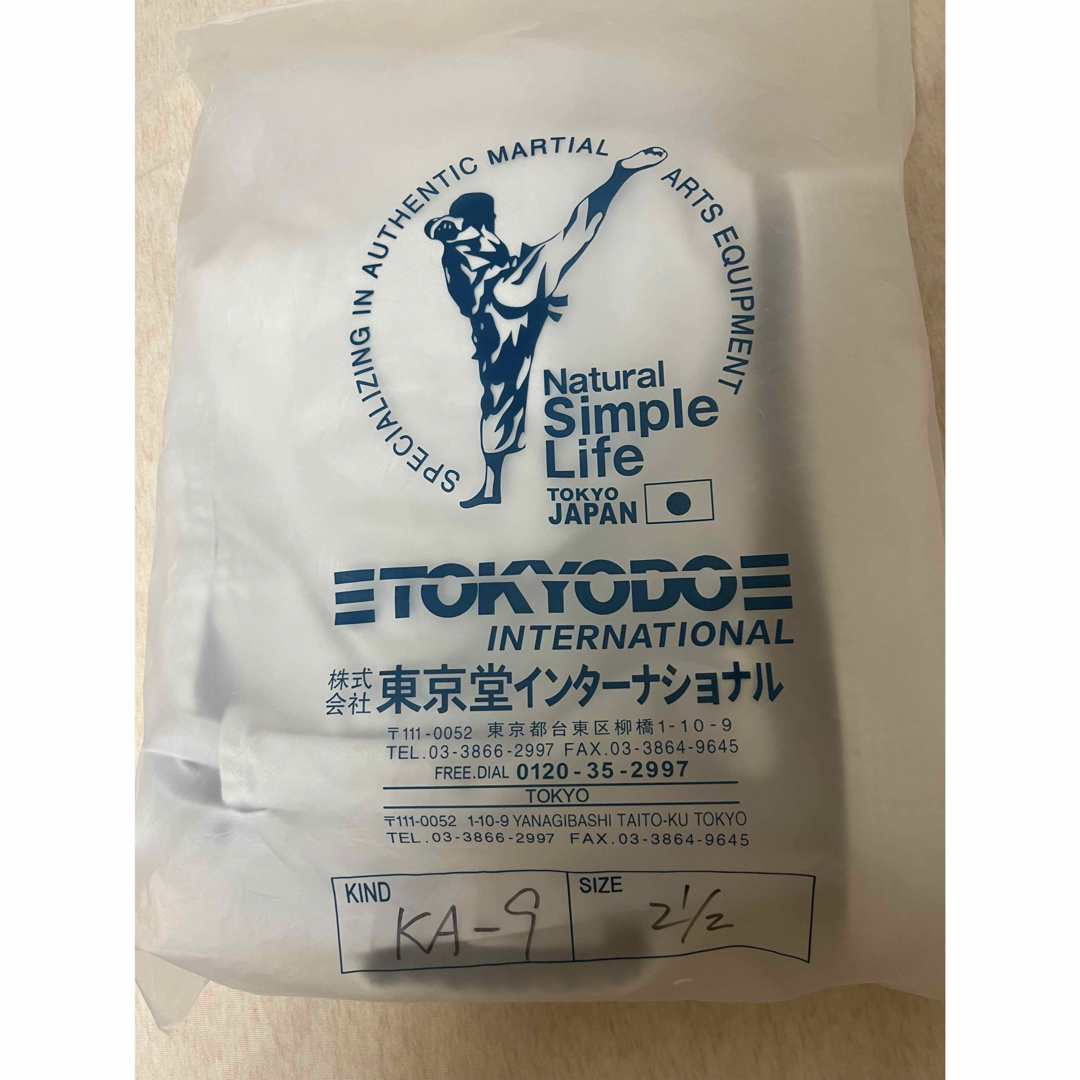 SPECIALIZING IN AUTHENTIC MARTIAL ARTS EQUIPMENT
Natural
Simple
Life
TOKYO
JAPAN
TOKYODO
INTERNATIONAL
株式会社 東京堂インターナショナル
〒111-0052 東京都台東区柳橋1-10-9
TEL.03-3866-2997 FAX.03-3864-9645
FREE.DIAL 0120-35-2997
TOKYO
〒111-0052 1-10-9 YANAGIBASHI TAITO-KU TOKYO
TEL.03-3866-2997 FAX.03-3864-9645
KIND KA-9 SIZE 2 1/2